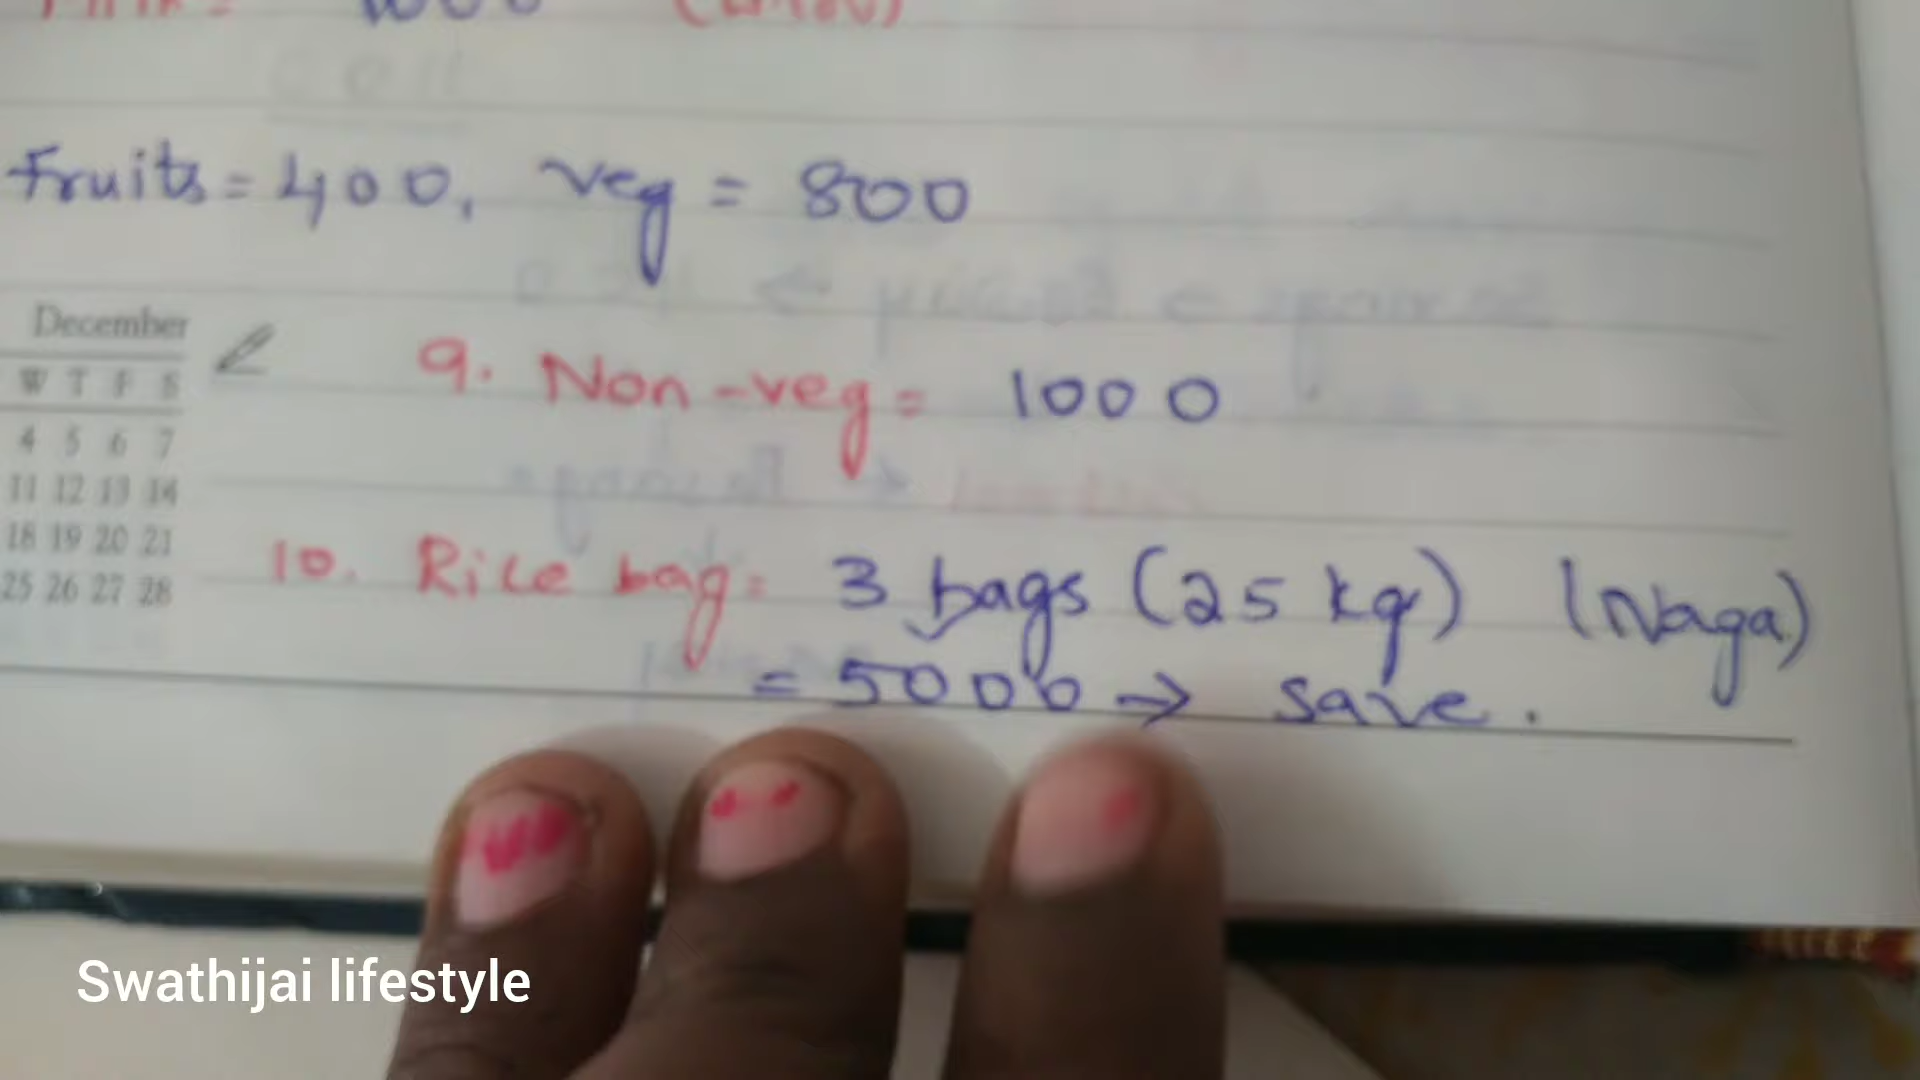 Fruits = 400, veg = 800
December
W T F S
9. Non-veg = 1000
4 5 6 7
11 12 13 14
10. Rice bag = 3 bags (25 kg) (Naga)
18 19 20 21
25 26 27 28
= 5000 → save.
Swathijai lifestyle